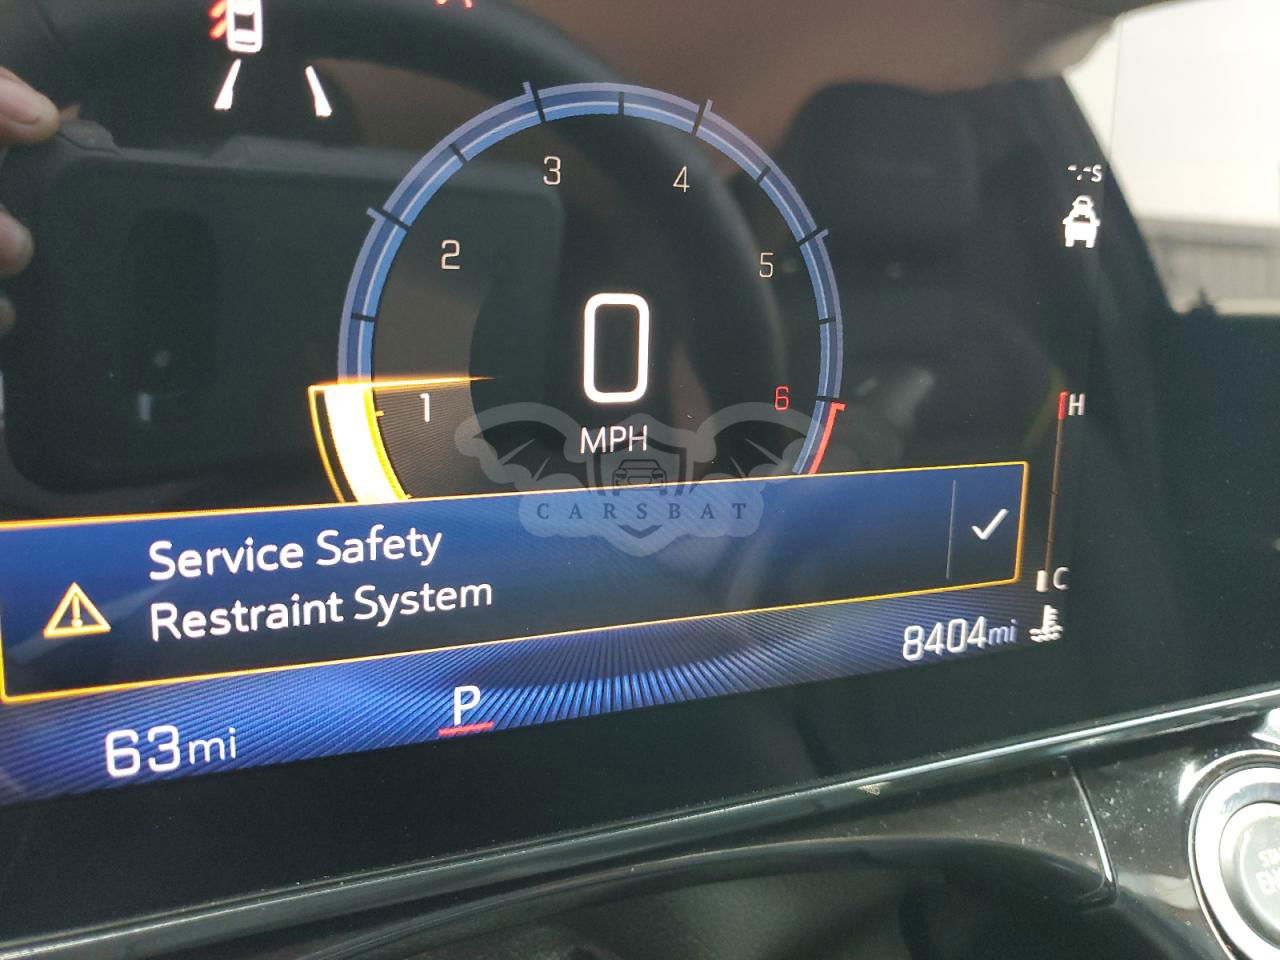 --s
3
4
2
5
0
1
6
MPH
H
CARSBAT
Service Safety
Restraint System
C
8404mi
P
63mi